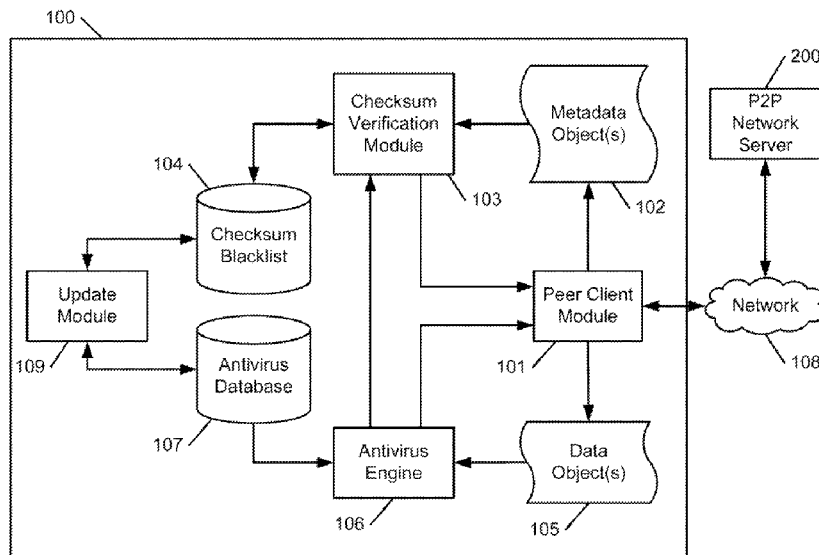 100
200
P2P
Network
Server
Checksum
Verification
Module
103
Metadata
Object(s)
102
104
Checksum
Blacklist
Update
Module
109
Antivirus
Database
107
Peer Client
Module
101
Network
108
Antivirus
Engine
106
Data
Object(s)
105